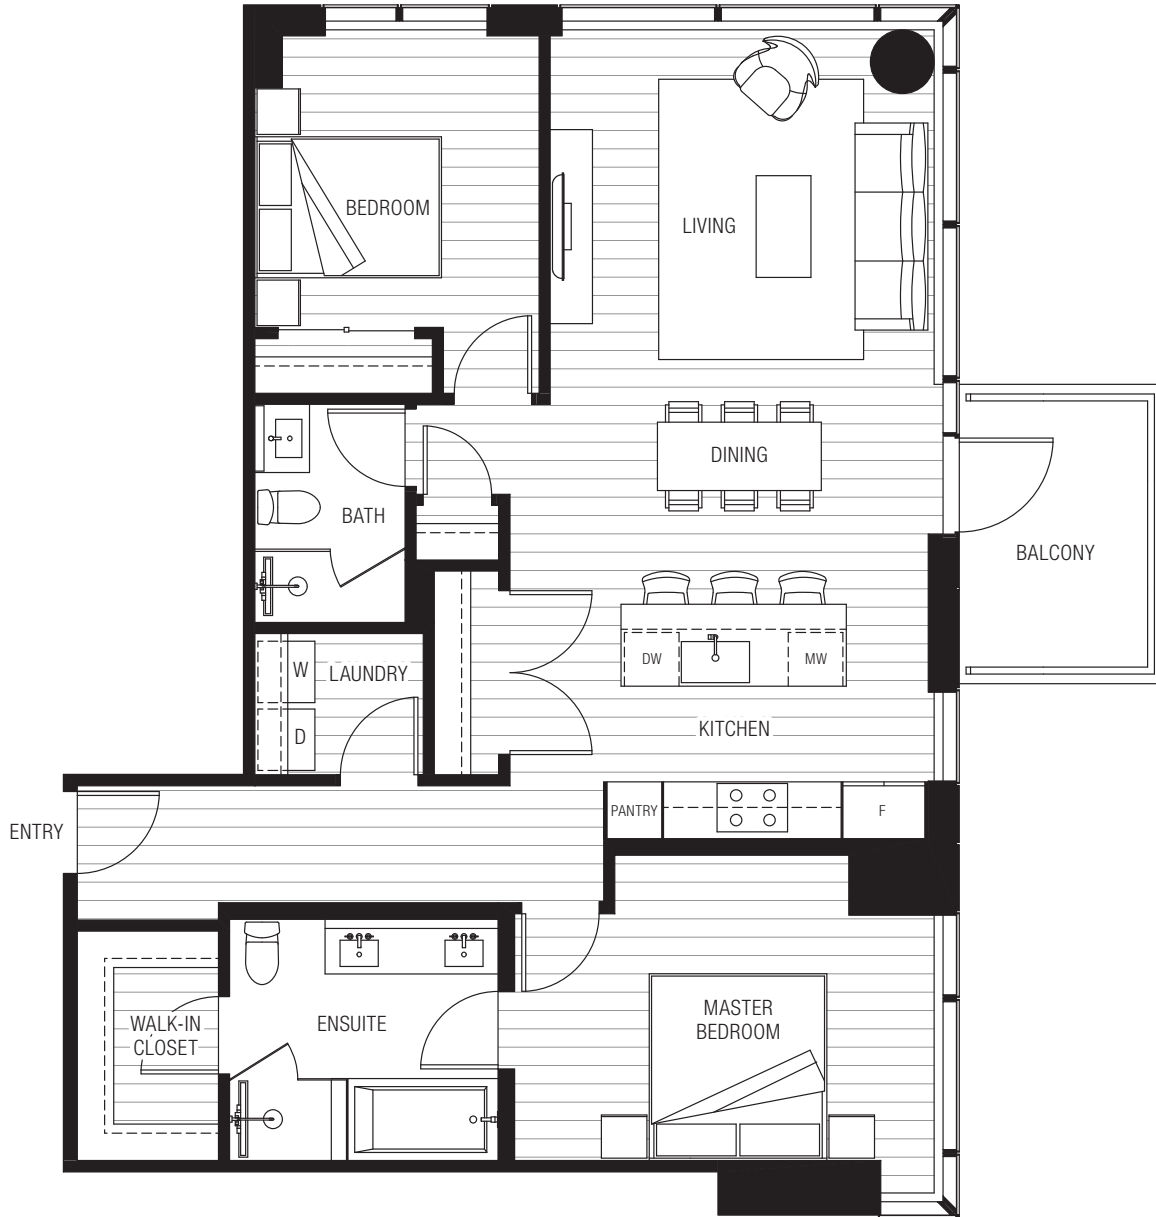 BEDROOM
LIVING
DINING
BATH
BALCONY
DW
MW
W
LAUNDRY
D
KITCHEN
ENTRY
PANTRY
F
MASTER
BEDROOM
WALK-IN
CLOSET
ENSUITE